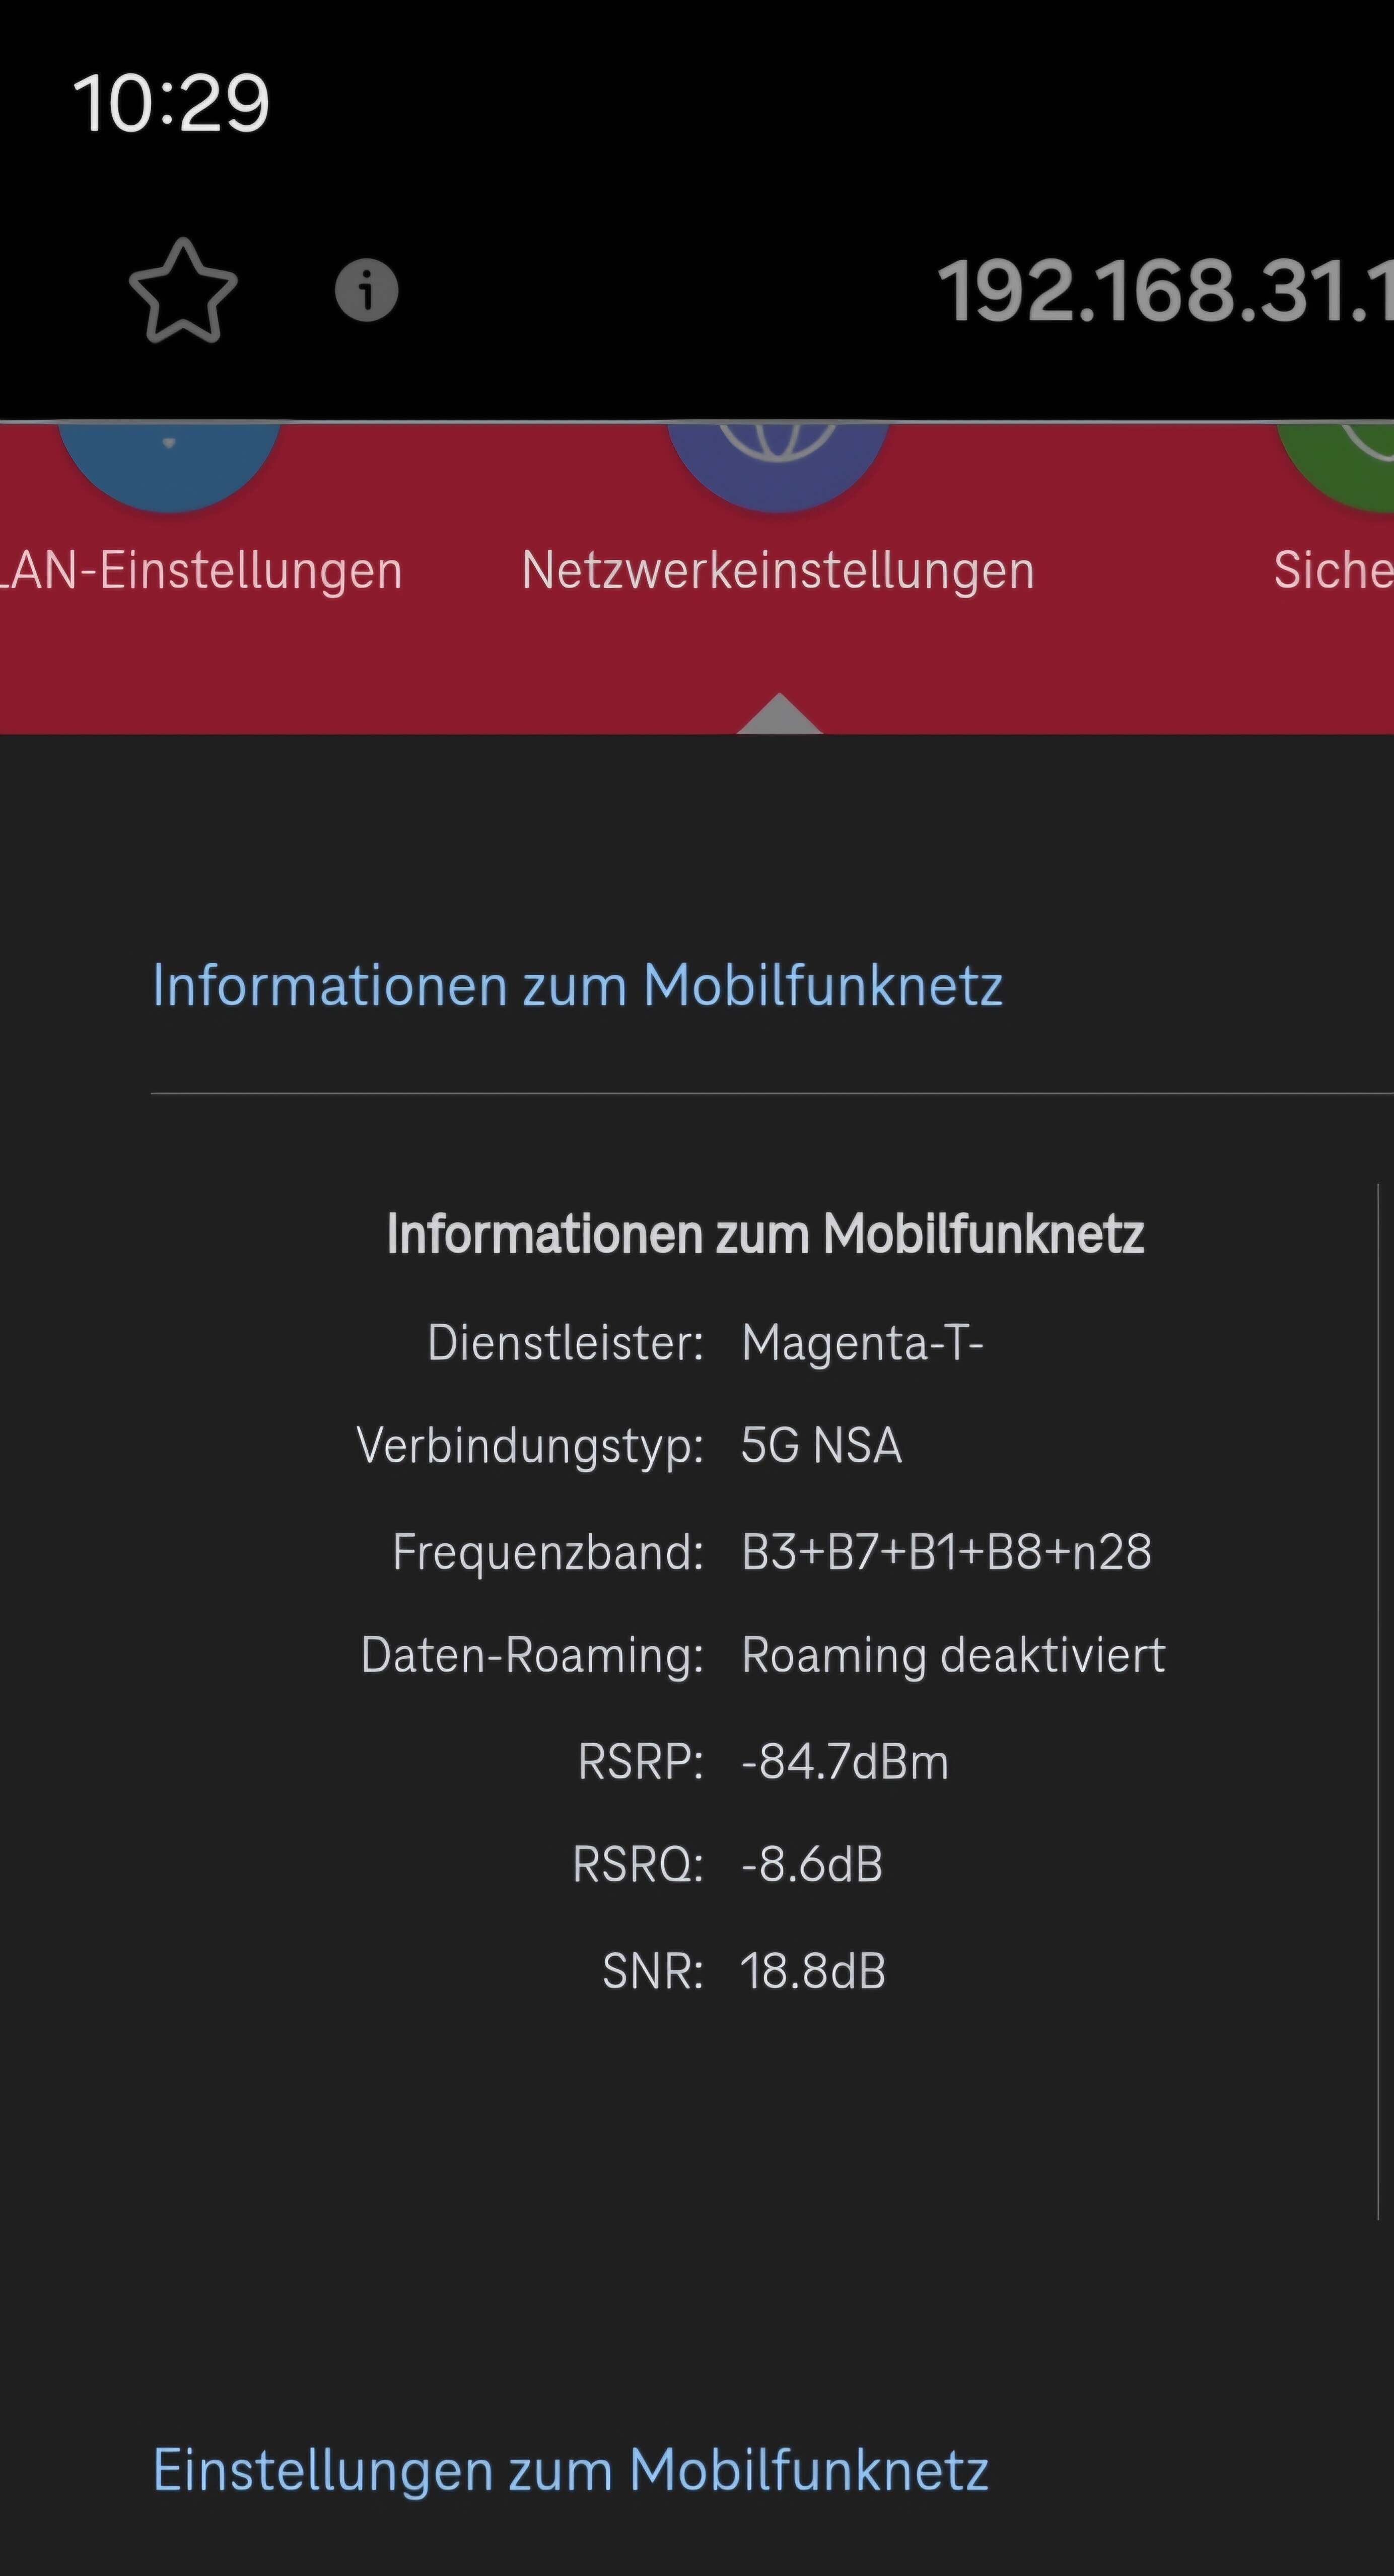 10:29
192.168.31.1
LAN-Einstellungen Netzwerkeinstellungen Siche
Informationen zum Mobilfunknetz
Informationen zum Mobilfunknetz
Dienstleister: Magenta-T-
Verbindungstyp: 5G NSA
Frequenzband: B3+B7+B1+B8+n28
Daten-Roaming: Roaming deaktiviert
RSRP: -84.7dBm
RSRQ: -8.6dB
SNR: 18.8dB
Einstellungen zum Mobilfunknetz